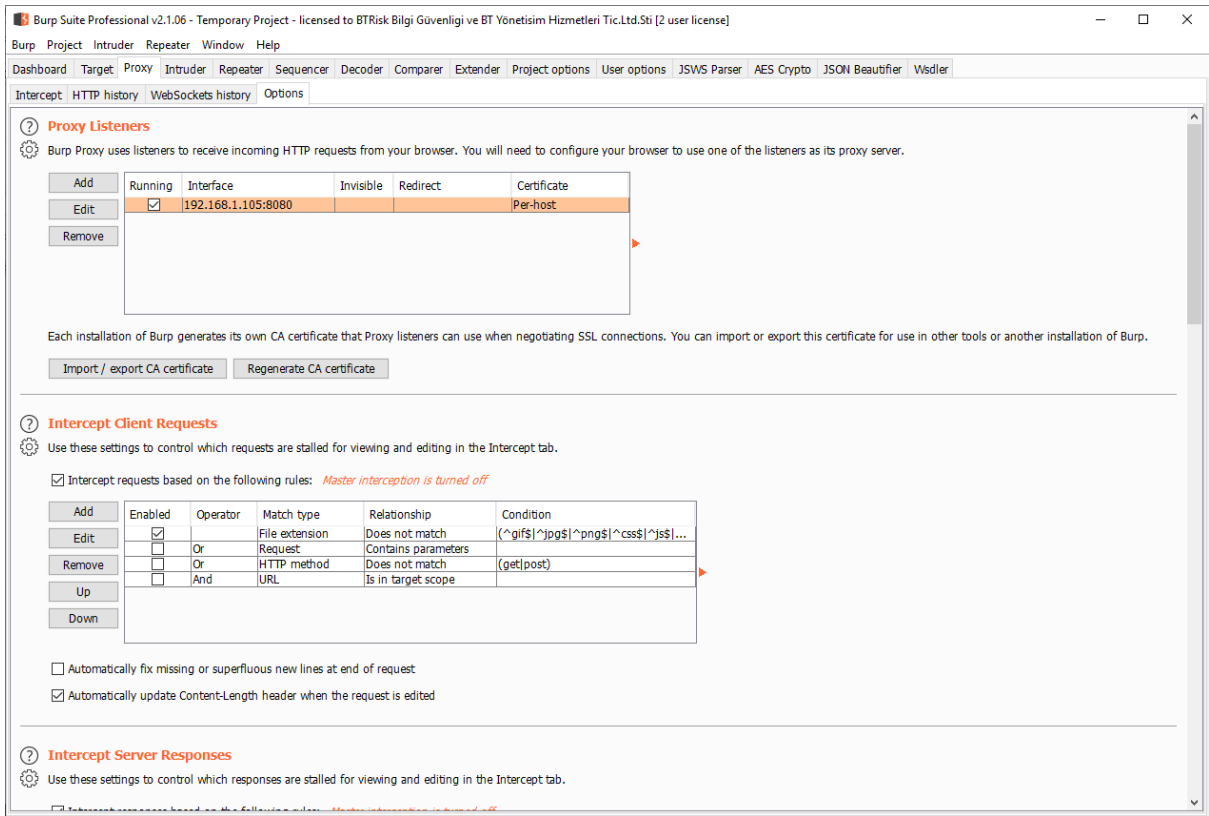 Burp Suite Professional v2.1.06 - Temporary Project - licensed to BTRisk Bilgi Güvenligi ve BT Yönetisim Hizmetleri Tic.Ltd.Sti [2 user license]
Burp Project Intruder Repeater Window Help
Dashboard Target Proxy Intruder Repeater Sequencer Decoder Comparer Extender Project options User options JSWS Parser AES Crypto JSON Beautifier Wsdler
Intercept HTTP history WebSockets history Options
Proxy Listeners
Burp Proxy uses listeners to receive incoming HTTP requests from your browser. You will need to configure your browser to use one of the listeners as its proxy server.
Add
Edit
Remove
Running Interface Invisible Redirect Certificate
192.168.1.105:8080 Per-host
Each installation of Burp generates its own CA certificate that Proxy listeners can use when negotiating SSL connections. You can import or export this certificate for use in other tools or another installation of Burp.
Import / export CA certificate Regenerate CA certificate
Intercept Client Requests
Use these settings to control which requests are stalled for viewing and editing in the Intercept tab.
Intercept requests based on the following rules: Master interception is turned off
Add
Edit
Remove
Up
Down
Enabled Operator Match type Relationship Condition
File extension Does not match (^gif$|^jpg$|^png$|^css$|^js$|...
Or Request Contains parameters
Or HTTP method Does not match (get|post)
And URL Is in target scope
Automatically fix missing or superfluous new lines at end of request
Automatically update Content-Length header when the request is edited
Intercept Server Responses
Use these settings to control which responses are stalled for viewing and editing in the Intercept tab.
Intercept responses based on the following rules: Master interception is turned off